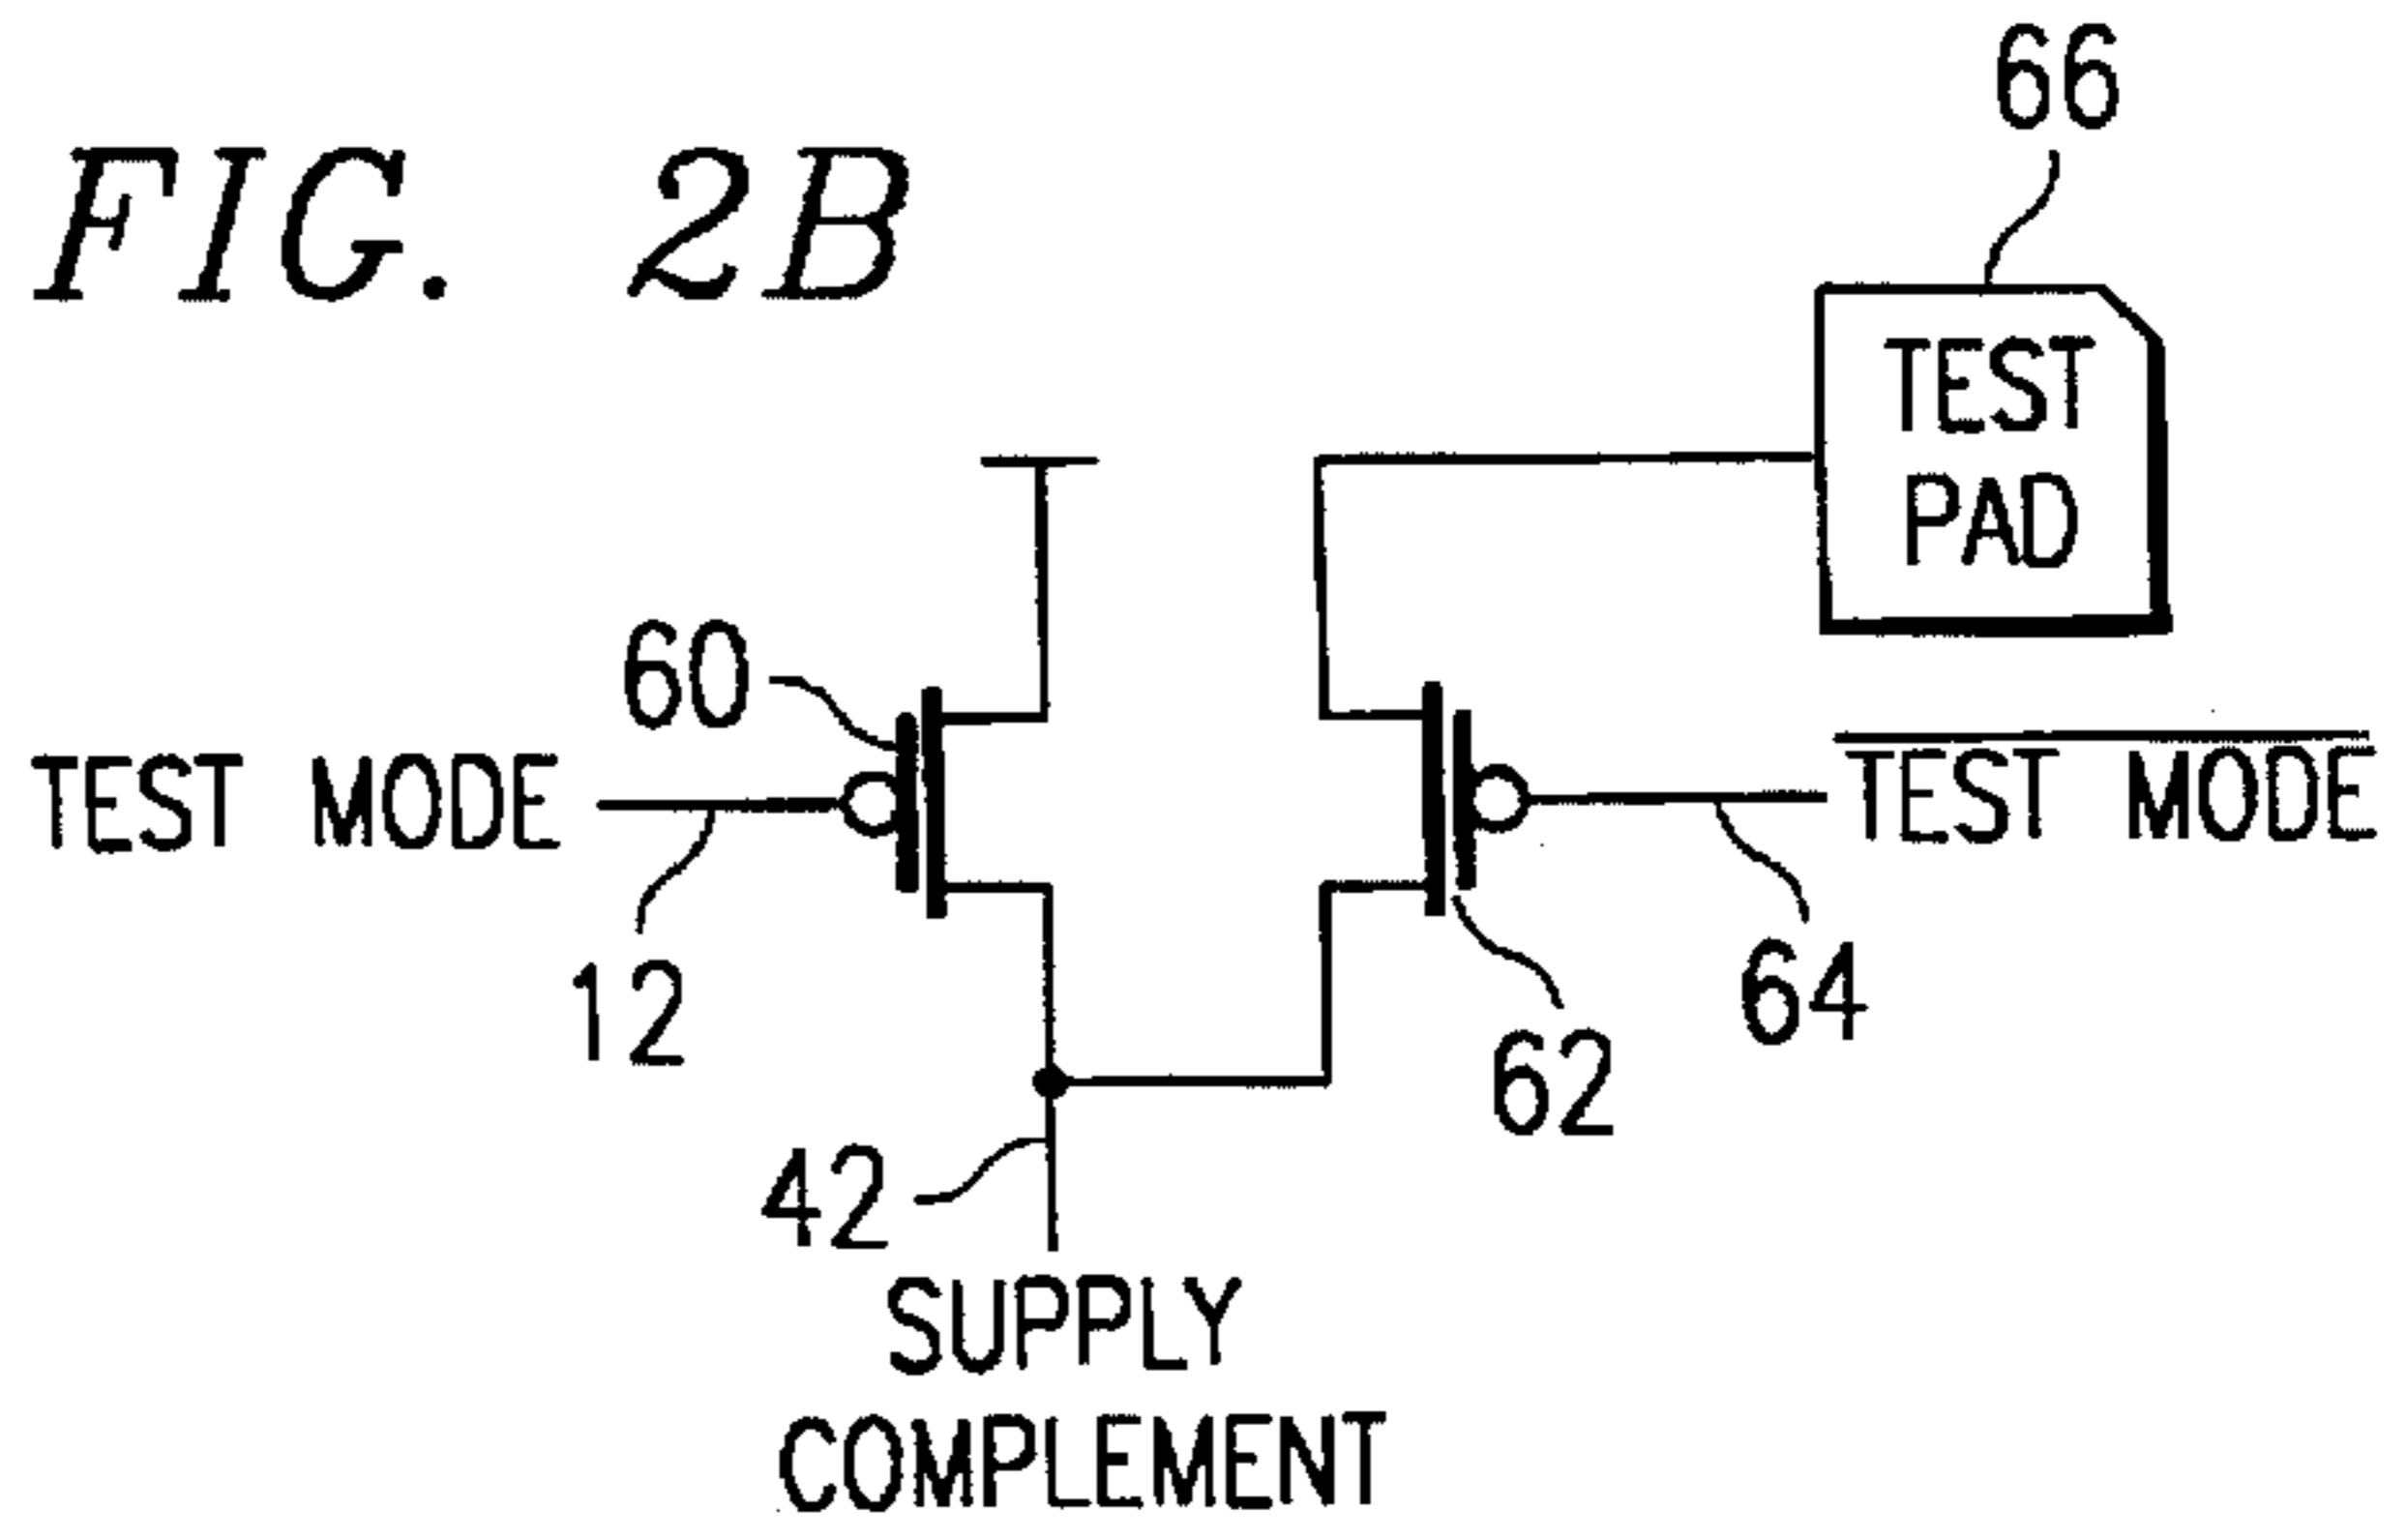 FIG. 2B
66
TEST
PAD
60
TEST MODE
TEST MODE
12
64
62
42
SUPPLY
COMPLEMENT